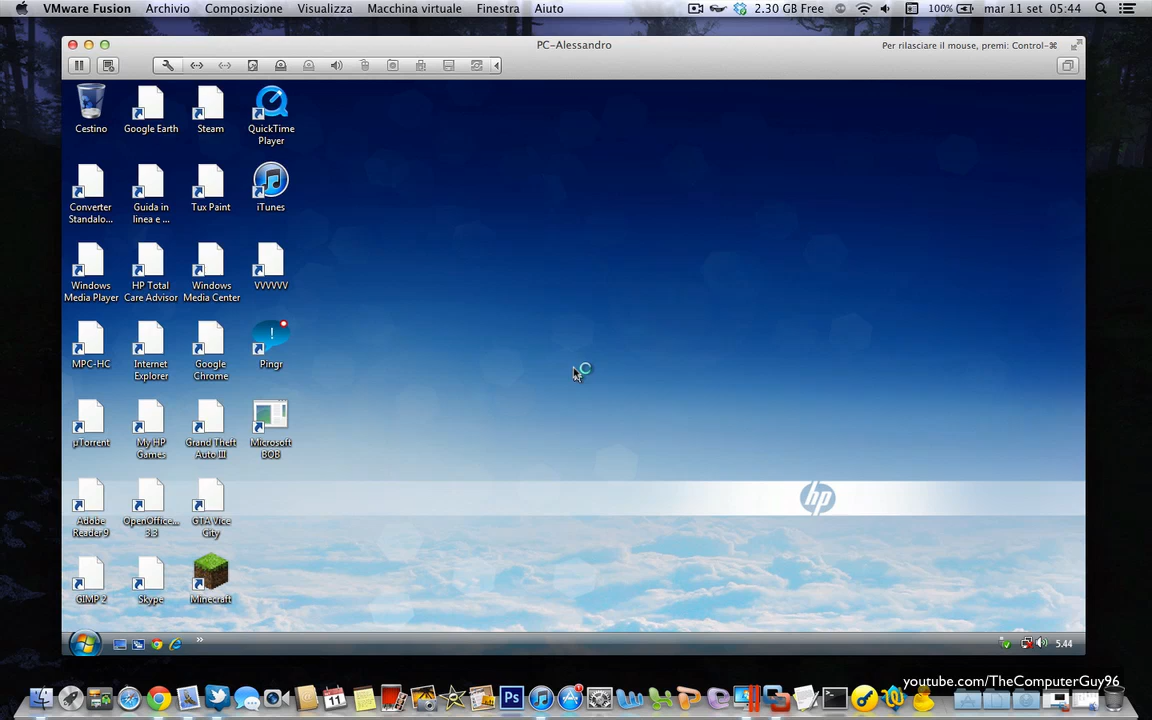 VMware Fusion Archivio Composizione Visualizza Macchina virtuale Finestra Aiuto 2.30 GB Free 100% mar 11 set 05:44
PC-Alessandro
Per rilasciare il mouse, premi: Control-⌘
Cestino
Google Earth
Steam
QuickTime
Player
Converter
Standalo...
Guida in
linea e ...
Tux Paint
iTunes
Windows
Media Player
HP Total
Care Advisor
Windows
Media Center
VVVVVV
MPC-HC
Internet
Explorer
Google
Chrome
Pingr
µTorrent
My HP
Games
Grand Theft
Auto III
Microsoft
BOB
hp
Adobe
Reader 9
OpenOffice....
3.3
GTA Vice
City
GIMP 2
Skype
Minecraft
5.44
youtube.com/TheComputerGuy96
11
Ps